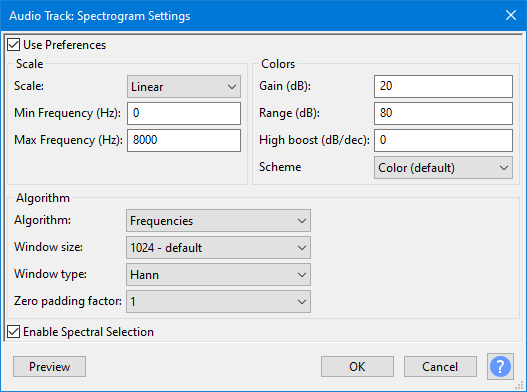 Audio Track: Spectrogram Settings
Use Preferences
Scale
Scale: Linear
Min Frequency (Hz): 0
Max Frequency (Hz): 8000
Colors
Gain (dB): 20
Range (dB): 80
High boost (dB/dec): 0
Scheme Color (default)
Algorithm
Algorithm: Frequencies
Window size: 1024 - default
Window type: Hann
Zero padding factor: 1
Enable Spectral Selection
Preview OK Cancel ?